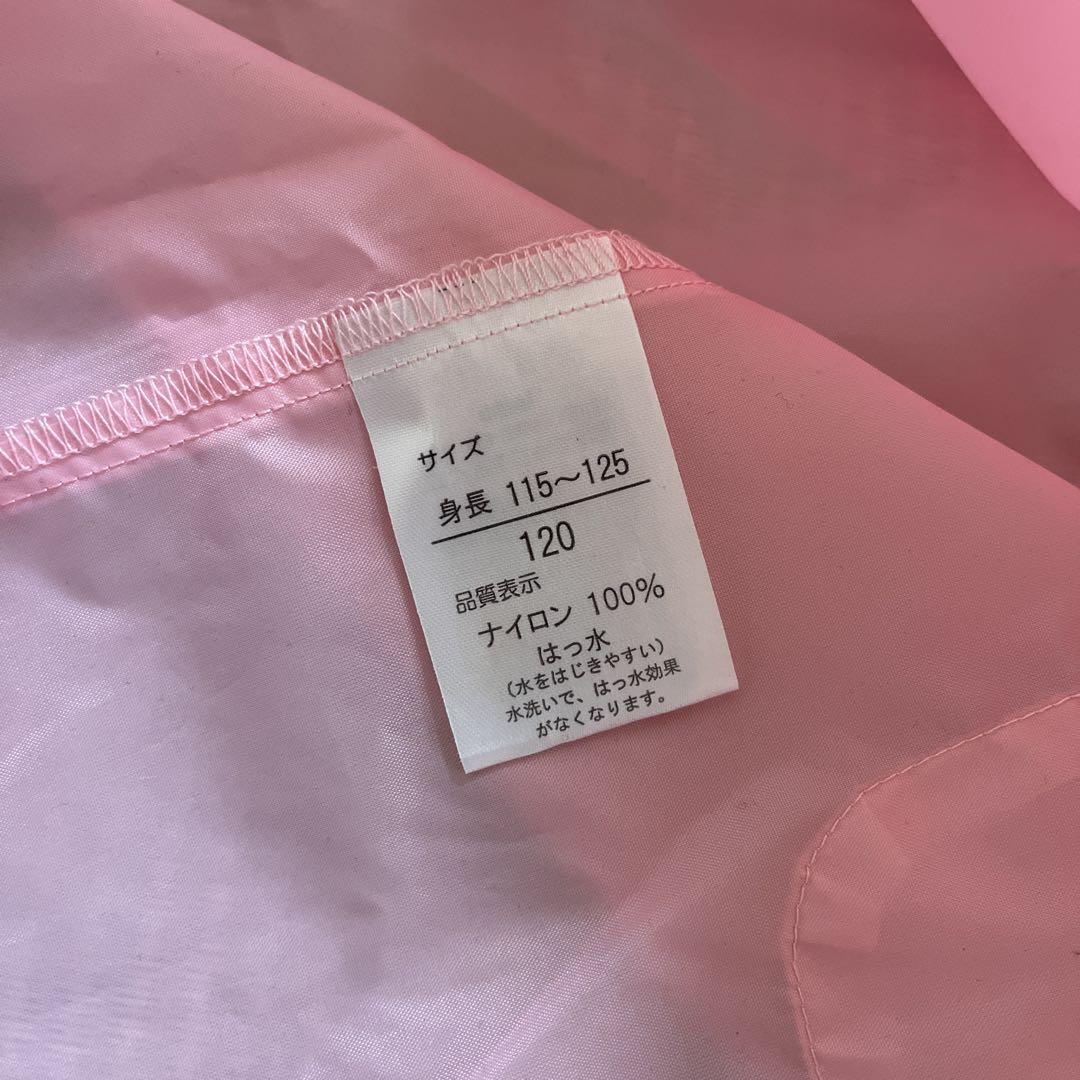 サイズ
身長 115～125
120
品質表示
ナイロン 100%
はっ水
（水をはじきやすい）
水洗いで、はっ水効果
がなくなります。